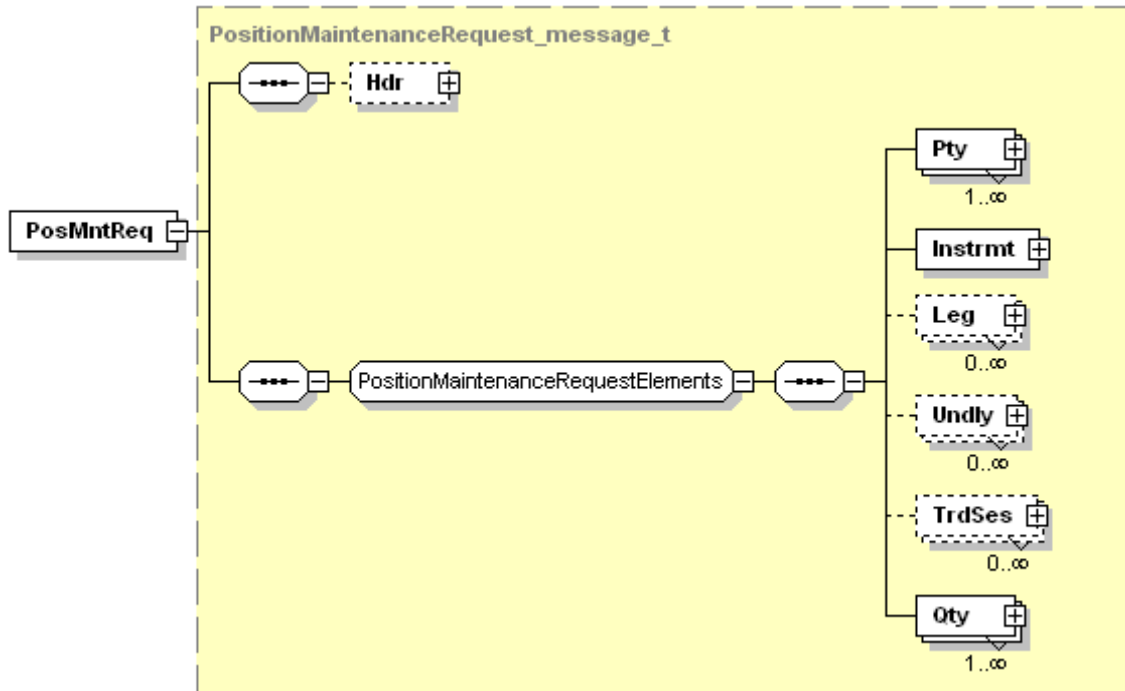 PositionMaintenanceRequest_message_t
Hdr
Pty
1..∞
PosMntReq
Instrmt
Leg
0..∞
PositionMaintenanceRequestElements
Undly
0..∞
TrdSes
0..∞
Qty
1..∞